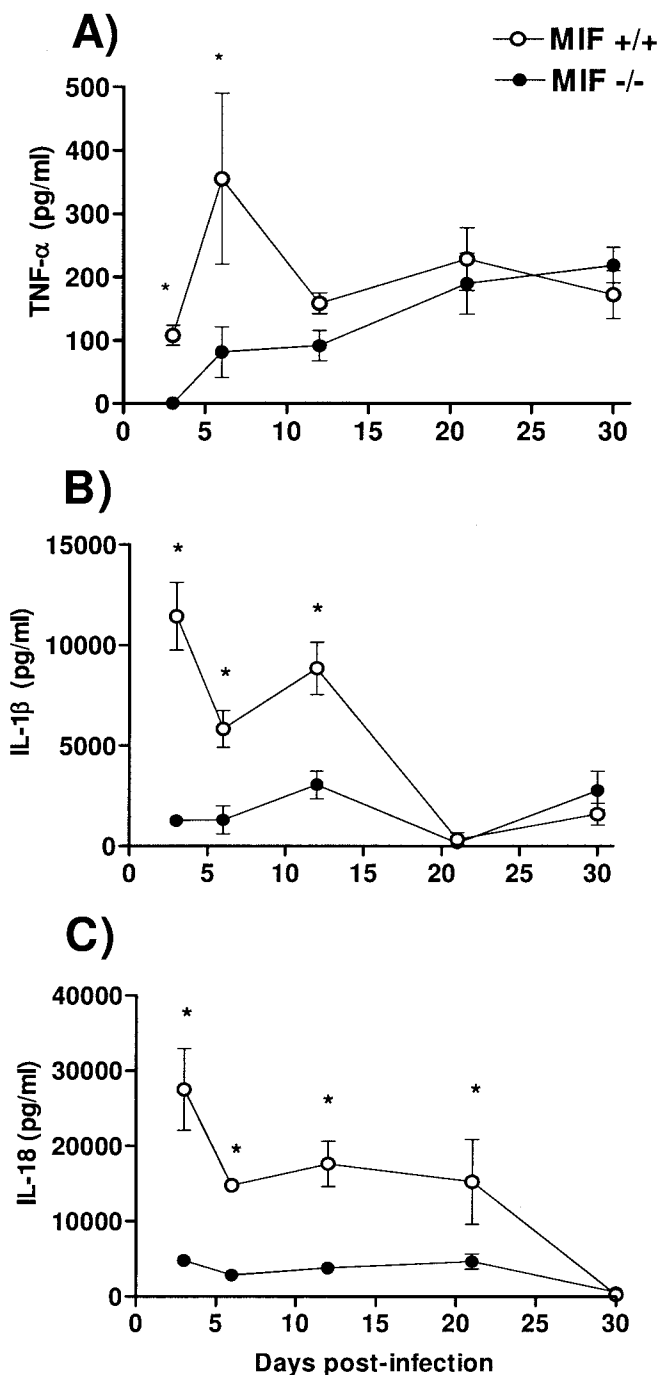 A)
MIF +/+
MIF -/-
*
*
500
400
300
200
100
0
TNF-α (pg/ml)
0 5 10 15 20 25 30
B)
15000
10000
5000
0
IL-1β (pg/ml)
*
*
*
0 5 10 15 20 25 30
C)
40000
30000
20000
10000
0
IL-18 (pg/ml)
*
*
*
*
0 5 10 15 20 25 30
Days post-infection